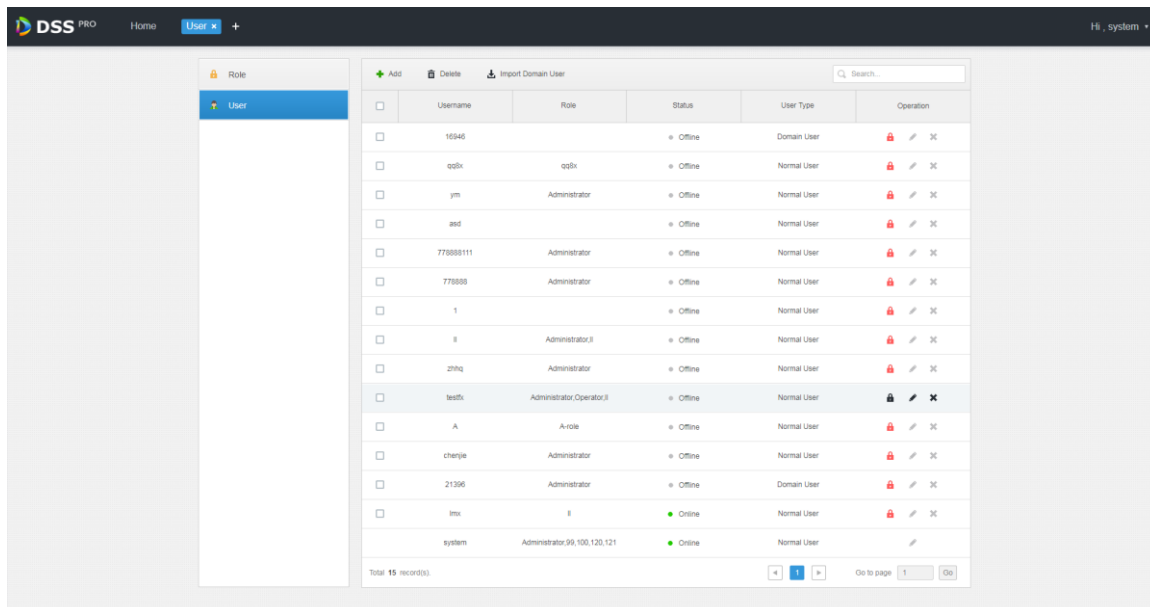 DSS PRO Home User × + Hi , system
Role
User
Add Delete Import Domain User Search...
Username Role Status User Type Operation
16946 Offline Domain User
qq8x qq8x Offline Normal User
ym Administrator Offline Normal User
asd Offline Normal User
778888111 Administrator Offline Normal User
778888 Administrator Offline Normal User
1 Offline Normal User
ll Administrator,ll Offline Normal User
zhhq Administrator Offline Normal User
Administrator,Operator,ll Offline Normal User
A A-role Offline Normal User
chenjie Administrator Offline Normal User
21396 Administrator Offline Domain User
lmx ll Online Normal User
system Administrator,99,100,120,121 Online Normal User
Total 15 record(s). 1 Go to page 1 Go